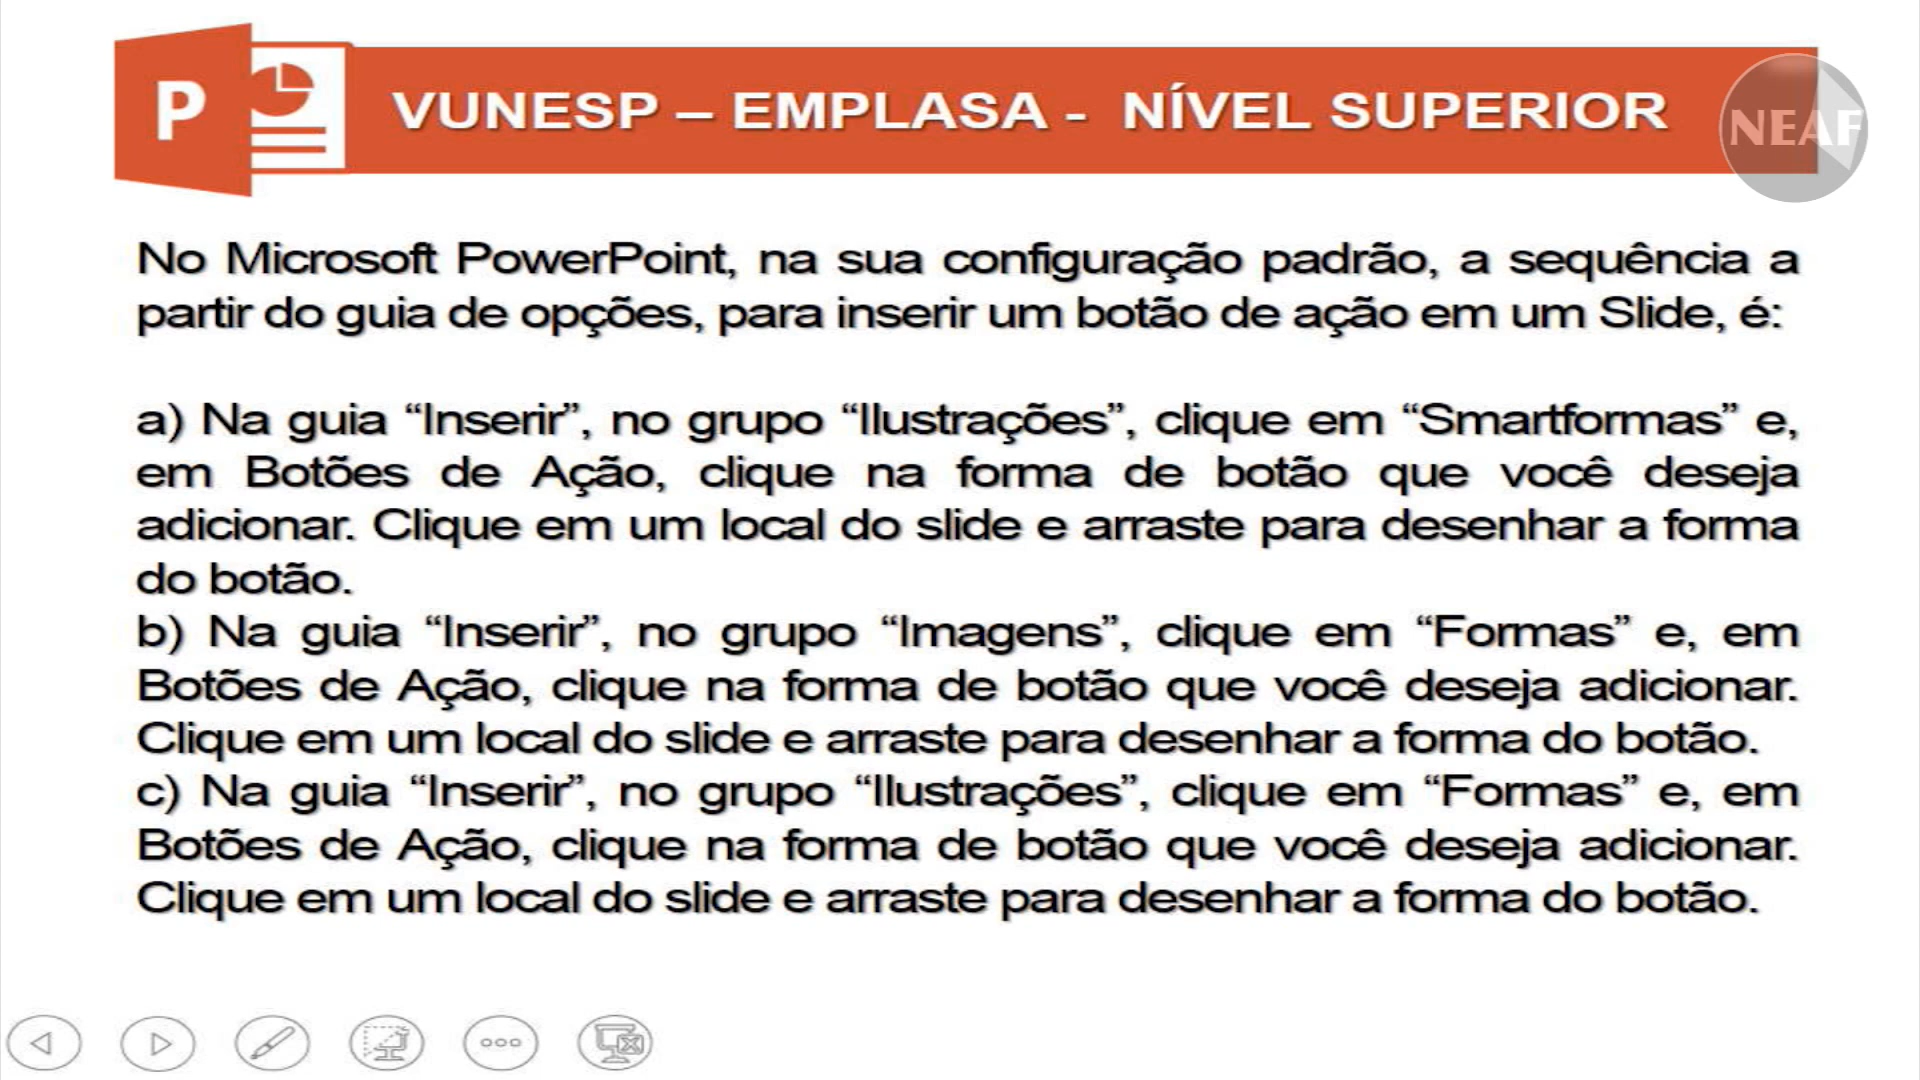 P
VUNESP – EMPLASA - NÍVEL SUPERIOR
NEAF
No Microsoft PowerPoint, na sua configuração padrão, a sequência a
partir do guia de opções, para inserir um botão de ação em um Slide, é:
a) Na guia “Inserir”, no grupo “Ilustrações”, clique em “Smartformas” e,
em Botões de Ação, clique na forma de botão que você deseja
adicionar. Clique em um local do slide e arraste para desenhar a forma
do botão.
b) Na guia “Inserir”, no grupo “Imagens”, clique em “Formas” e, em
Botões de Ação, clique na forma de botão que você deseja adicionar.
Clique em um local do slide e arraste para desenhar a forma do botão.
c) Na guia “Inserir”, no grupo “Ilustrações”, clique em “Formas” e, em
Botões de Ação, clique na forma de botão que você deseja adicionar.
Clique em um local do slide e arraste para desenhar a forma do botão.